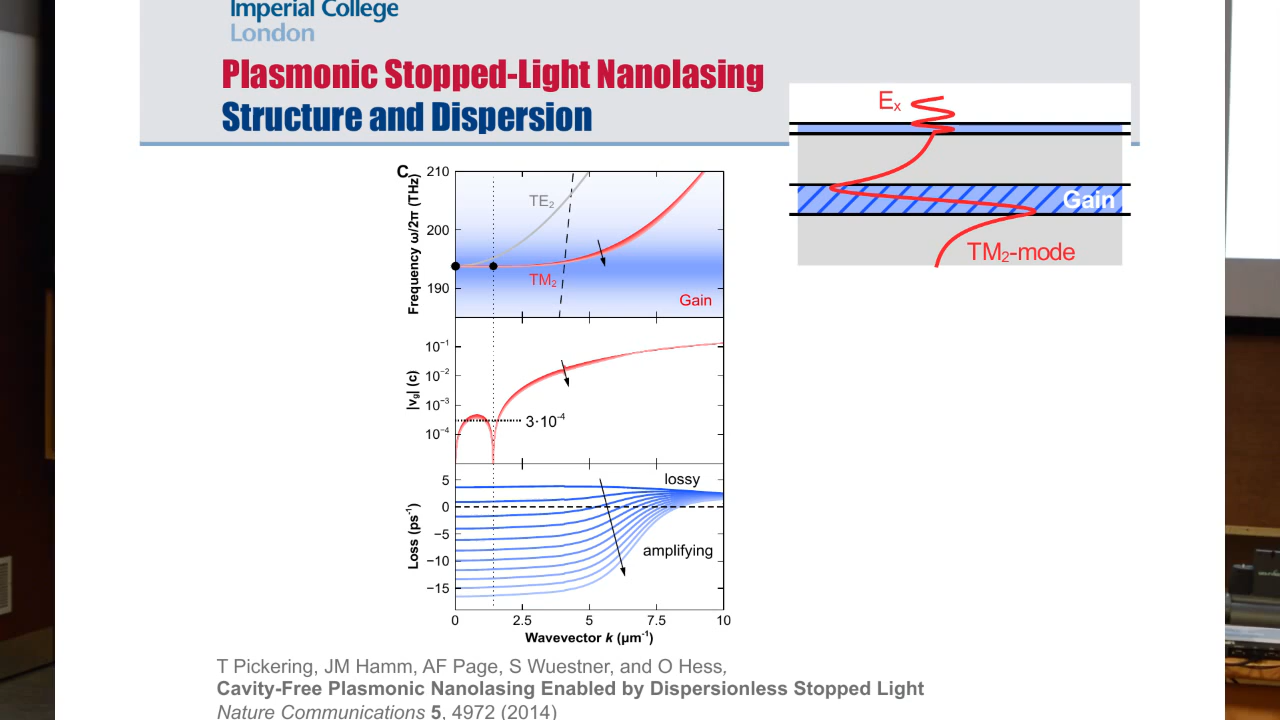 Imperial College
London
Plasmonic Stopped-Light Nanolasing
Structure and Dispersion
Eₓ
Gain
TM₂-mode
C
210
200
190
Frequency ω/2π (THz)
TE₂
TM₂
Gain
10⁻¹
10⁻²
10⁻³
10⁻⁴
|v_g| (c)
3·10⁻⁴
5
0
−5
−10
−15
Loss (ps⁻¹)
lossy
amplifying
0 2.5 5 7.5 10
Wavevector k (µm⁻¹)
T Pickering, JM Hamm, AF Page, S Wuestner, and O Hess,
Cavity-Free Plasmonic Nanolasing Enabled by Dispersionless Stopped Light
Nature Communications 5, 4972 (2014)